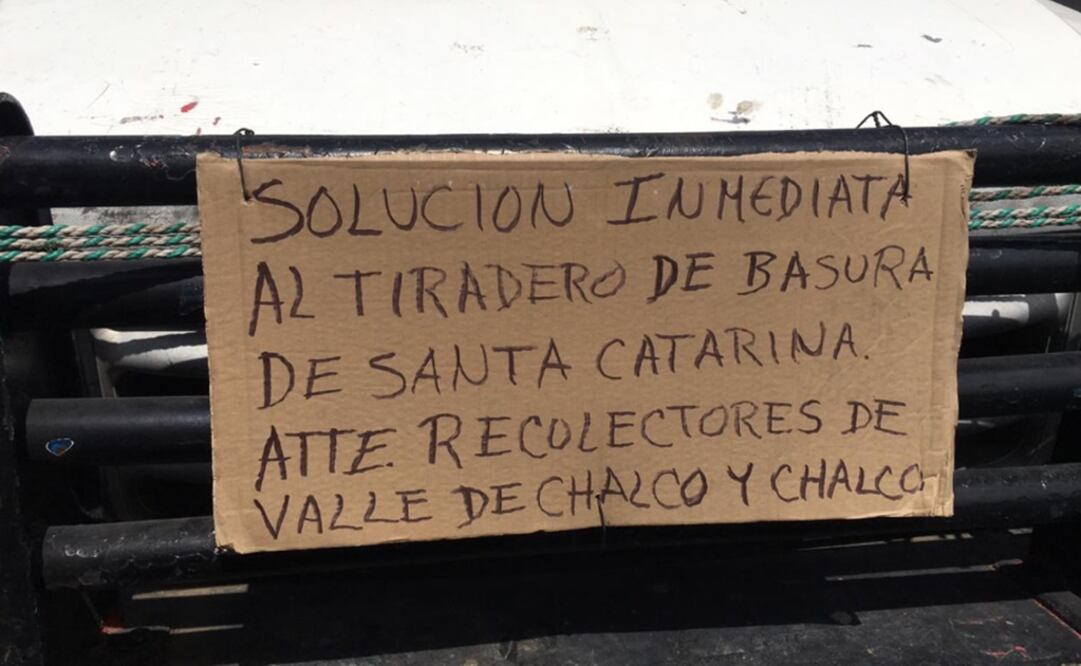 SOLUCION INMEDIATA
AL TIRADERO DE BASURA
DE SANTA CATARINA.
ATTE. RECOLECTORES DE
VALLE DE CHALCO Y CHALCO.